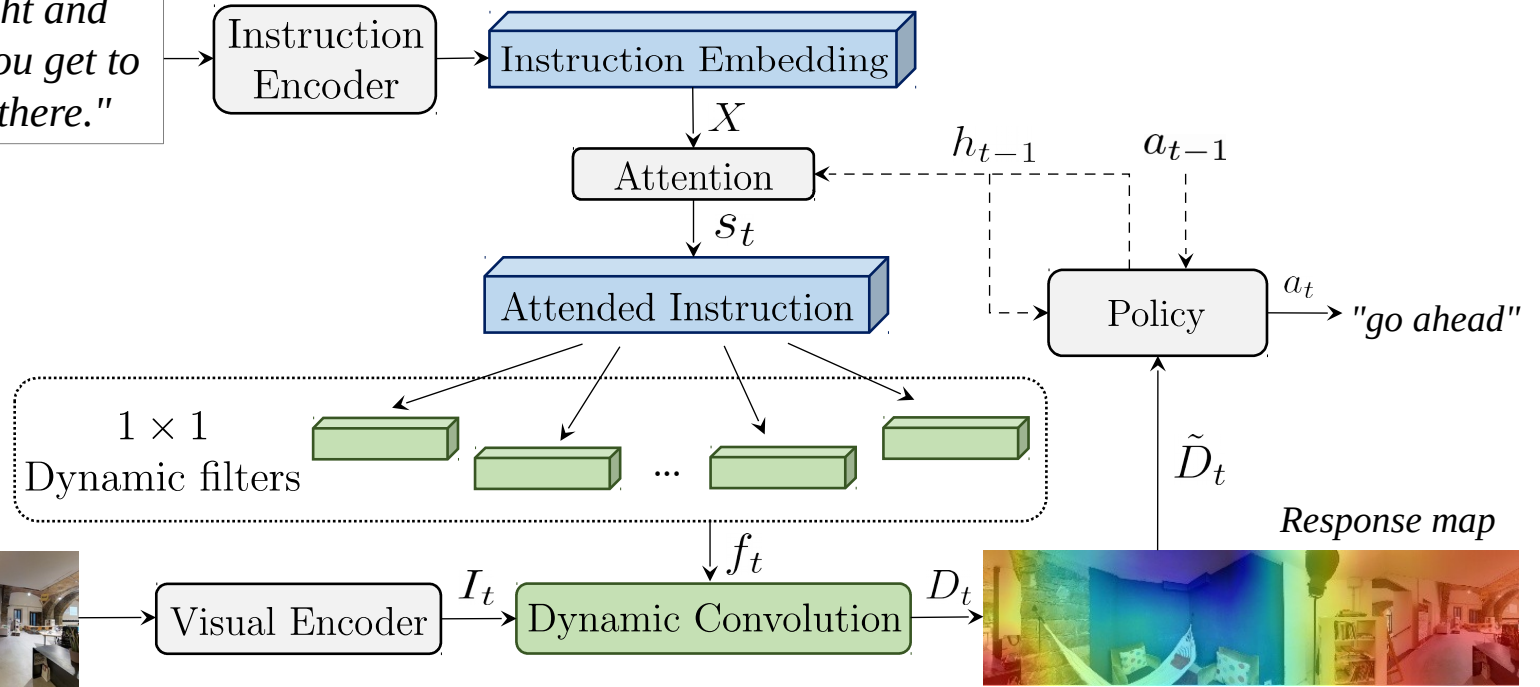 ht and
ou get to
there."
Instruction
Encoder
Instruction Embedding
X
Attention
h_{t-1}
a_{t-1}
s_t
Attended Instruction
Policy
a_t
"go ahead"
1 × 1
Dynamic filters
...
D̃_t
Response map
f_t
Visual Encoder
I_t
Dynamic Convolution
D_t